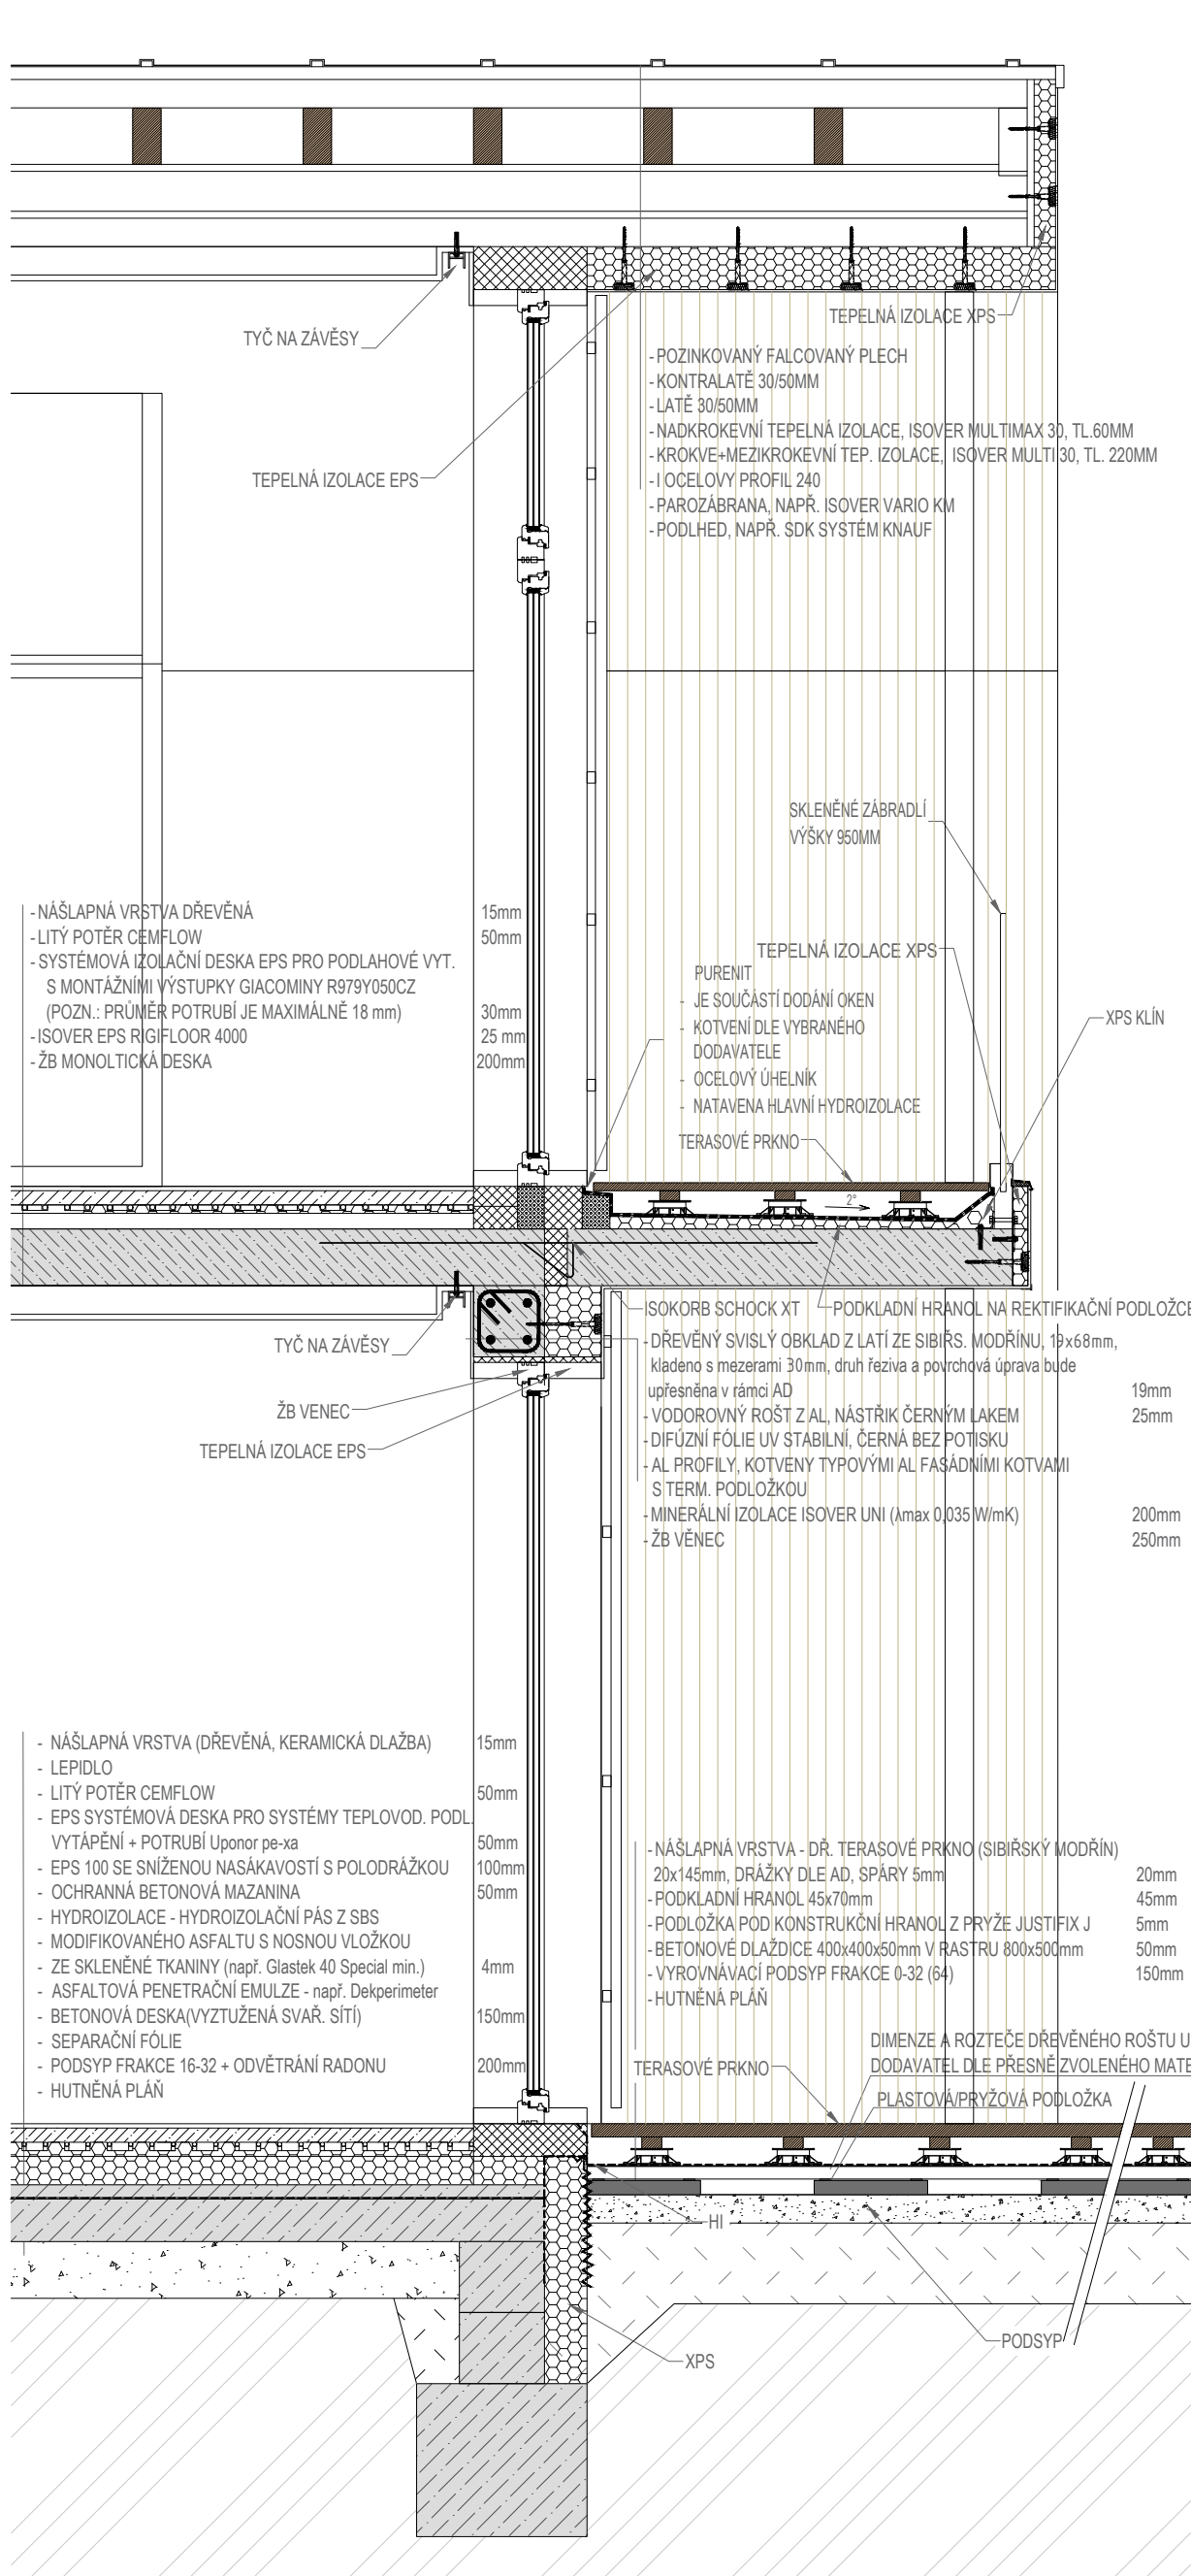 TYČ NA ZÁVĚSY
TEPELNÁ IZOLACE XPS
- POZINKOVANÝ FALCOVANÝ PLECH
- KONTRALATĚ 30/50MM
- LATĚ 30/50MM
- NADKROKEVNÍ TEPELNÁ IZOLACE, ISOVER MULTIMAX 30, TL.60MM
- KROKVE+MEZIKROKEVNÍ TEP. IZOLACE, ISOVER MULTI 30, TL. 220MM
- I OCELOVY PROFIL 240
- PAROZÁBRANA, NAPŘ. ISOVER VARIO KM
- PODLHED, NAPŘ. SDK SYSTÉM KNAUF
TEPELNÁ IZOLACE EPS
SKLENĚNÉ ZÁBRADLÍ
VÝŠKY 950MM
- NÁŠLAPNÁ VRSTVA DŘEVĚNÁ 15mm
- LITÝ POTĚR CEMFLOW 50mm
- SYSTÉMOVÁ IZOLAČNÍ DESKA EPS PRO PODLAHOVÉ VYT.
S MONTÁŽNÍMI VÝSTUPKY GIACOMINY R979Y050CZ
(POZN.: PRŮMĚR POTRUBÍ JE MAXIMÁLNĚ 18 mm) 30mm
- ISOVER EPS RIGIFLOOR 4000 25 mm
- ŽB MONOLTICKÁ DESKA 200mm
TEPELNÁ IZOLACE XPS
PURENIT
- JE SOUČÁSTÍ DODÁNÍ OKEN
- KOTVENÍ DLE VYBRANÉHO
DODAVATELE
- OCELOVÝ ÚHELNÍK
- NATAVENA HLAVNÍ HYDROIZOLACE
XPS KLÍN
TERASOVÉ PRKNO
2°
ISOKORB SCHOCK XT
PODKLADNÍ HRANOL NA REKTIFIKAČNÍ PODLOŽCE
TYČ NA ZÁVĚSY
ŽB VENEC
TEPELNÁ IZOLACE EPS
- DŘEVĚNÝ SVISLÝ OBKLAD Z LATÍ ZE SIBIŘS. MODŘÍNU, 19x68mm,
kladeno s mezerami 30mm, druh řeziva a povrchová úprava bude
upřesněna v rámci AD 19mm
- VODOROVNÝ ROŠT Z AL, NÁSTŘIK ČERNÝM LAKEM 25mm
- DIFÚZNÍ FÓLIE UV STABILNÍ, ČERNÁ BEZ POTISKU
- AL PROFILY, KOTVENY TYPOVÝMI AL FASÁDNÍMI KOTVAMI
S TERM. PODLOŽKOU
- MINERÁLNÍ IZOLACE ISOVER UNI (λmax 0,035 W/mK) 200mm
- ŽB VĚNEC 250mm
- NÁŠLAPNÁ VRSTVA (DŘEVĚNÁ, KERAMICKÁ DLAŽBA) 15mm
- LEPIDLO
- LITÝ POTĚR CEMFLOW 50mm
- EPS SYSTÉMOVÁ DESKA PRO SYSTÉMY TEPLOVOD. PODL.
VYTÁPĚNÍ + POTRUBÍ Uponor pe-xa 50mm
- EPS 100 SE SNÍŽENOU NASÁKAVOSTÍ S POLODRÁŽKOU 100mm
- OCHRANNÁ BETONOVÁ MAZANINA 50mm
- HYDROIZOLACE - HYDROIZOLAČNÍ PÁS Z SBS
- MODIFIKOVANÉHO ASFALTU S NOSNOU VLOŽKOU
- ZE SKLENĚNÉ TKANINY (např. Glastek 40 Special min.) 4mm
- ASFALTOVÁ PENETRAČNÍ EMULZE - např. Dekperimeter
- BETONOVÁ DESKA(VYZTUŽENÁ SVAŘ. SÍTÍ) 150mm
- SEPARAČNÍ FÓLIE
- PODSYP FRAKCE 16-32 + ODVĚTRÁNÍ RADONU 200mm
- HUTNĚNÁ PLÁŇ
- NÁŠLAPNÁ VRSTVA - DŘ. TERASOVÉ PRKNO (SIBIŘSKÝ MODŘÍN)
20x145mm, DRÁŽKY DLE AD, SPÁRY 5mm 20mm
- PODKLADNÍ HRANOL 45x70mm 45mm
- PODLOŽKA POD KONSTRUKČNÍ HRANOL Z PRYŽE JUSTIFIX J 5mm
- BETONOVÉ DLAŽDICE 400x400x50mm V RASTRU 800x500mm 50mm
- VYROVNÁVACÍ PODSYP FRAKCE 0-32 (64) 150mm
- HUTNĚNÁ PLÁŇ
DIMENZE A ROZTEČE DŘEVĚNÉHO ROŠTU U
TERASOVÉ PRKNO
DODAVATEL DLE PŘESNĚ ZVOLENÉHO MATE
PLASTOVÁ/PRYŽOVÁ PODLOŽKA
HI
PODSYP
XPS